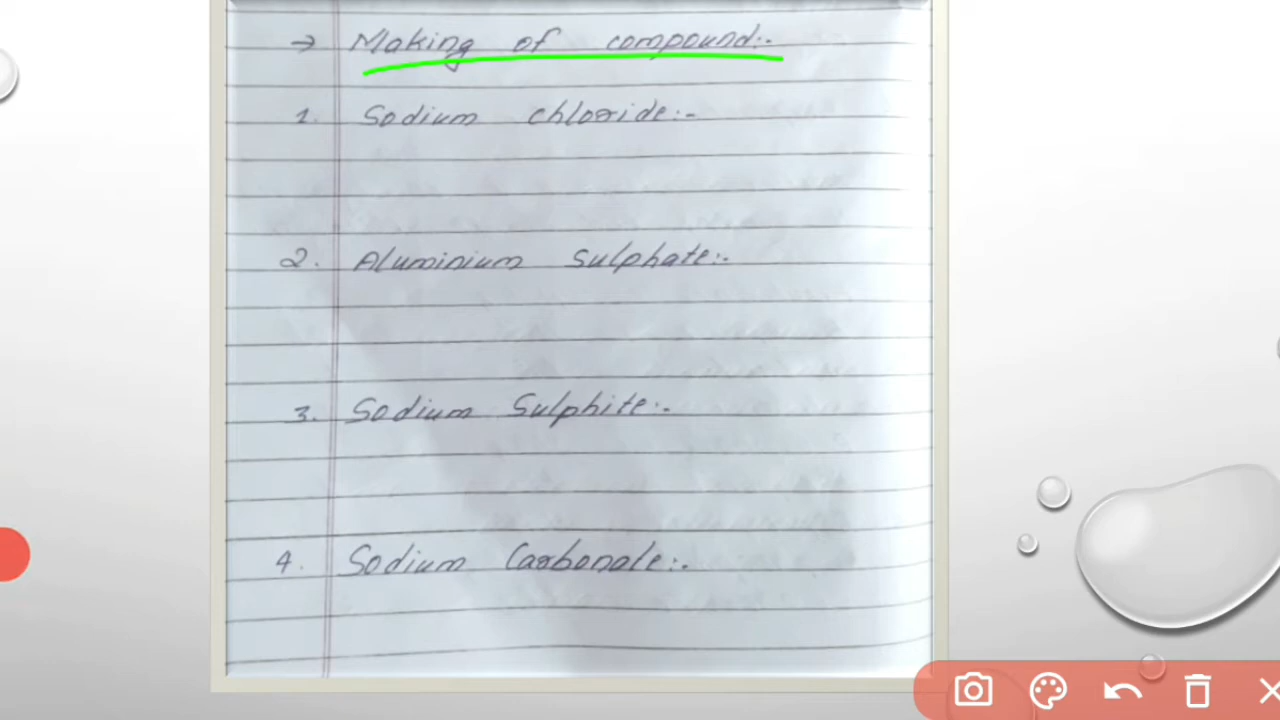 → Making of compound:-
1. Sodium chloride:-
2. Aluminium Sulphate:-
3. Sodium Sulphite:-
4. Sodium Carbonate:-